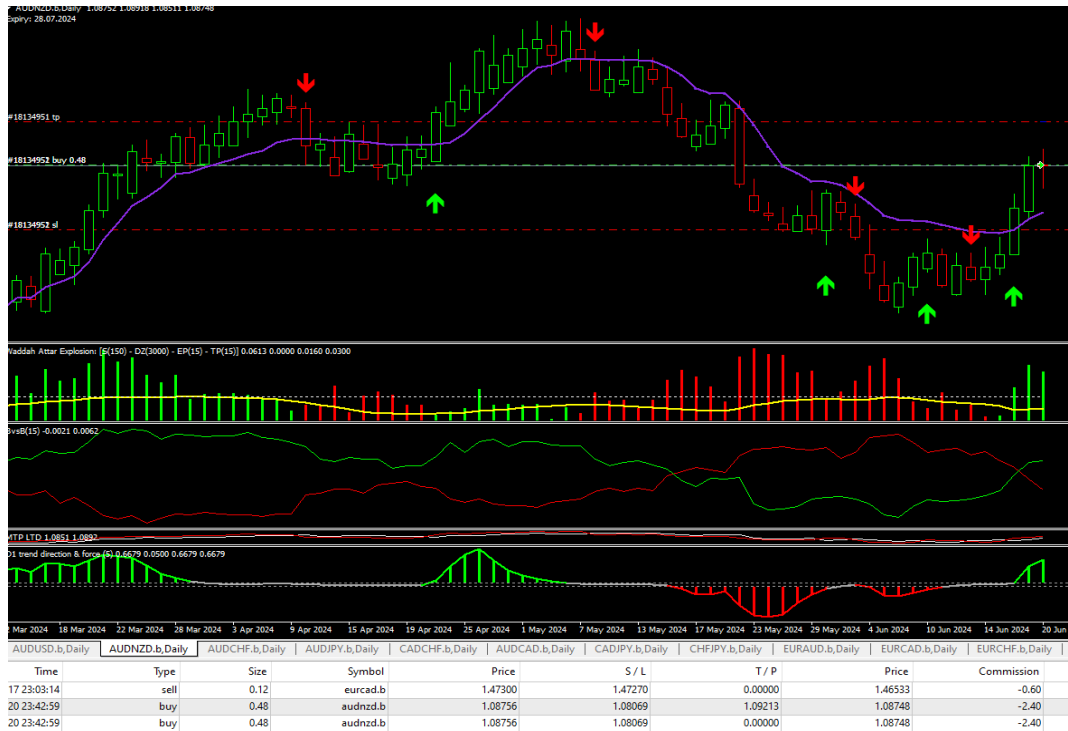 AUDNZD.b,Daily 1.08752 1.08918 1.08511 1.08748
Expiry: 28.07.2024
#18134951 tp
#18134952 buy 0.48
#18134952 sl
Waddah Attar Explosion: [S(150) - DZ(3000) - EP(15) - TP(15)] 0.0613 0.0000 0.0160 0.0300
BvsB(15) -0.0021 0.0062
MTP LTD 1.0851 1.0892
D1 trend direction & force (5) 0.6679 0.0500 0.6679 0.6679
2 Mar 2024 18 Mar 2024 22 Mar 2024 28 Mar 2024 3 Apr 2024 9 Apr 2024 15 Apr 2024 19 Apr 2024 25 Apr 2024 1 May 2024 7 May 2024 13 May 2024 17 May 2024 23 May 2024 29 May 2024 4 Jun 2024 10 Jun 2024 14 Jun 2024 20 Jun
AUDUSD.b,Daily AUDNZD.b,Daily AUDCHF.b,Daily AUDJPY.b,Daily CADCHF.b,Daily AUDCAD.b,Daily CADJPY.b,Daily CHFJPY.b,Daily EURAUD.b,Daily EURCAD.b,Daily EURCHF.b,Daily
Time Type Size Symbol Price S / L T / P Price Commission
17 23:03:14 sell 0.12 eurcad.b 1.47300 1.47270 0.00000 1.46533 -0.60
20 23:42:59 buy 0.48 audnzd.b 1.08756 1.08069 1.09213 1.08748 -2.40
20 23:42:59 buy 0.48 audnzd.b 1.08756 1.08069 0.00000 1.08748 -2.40